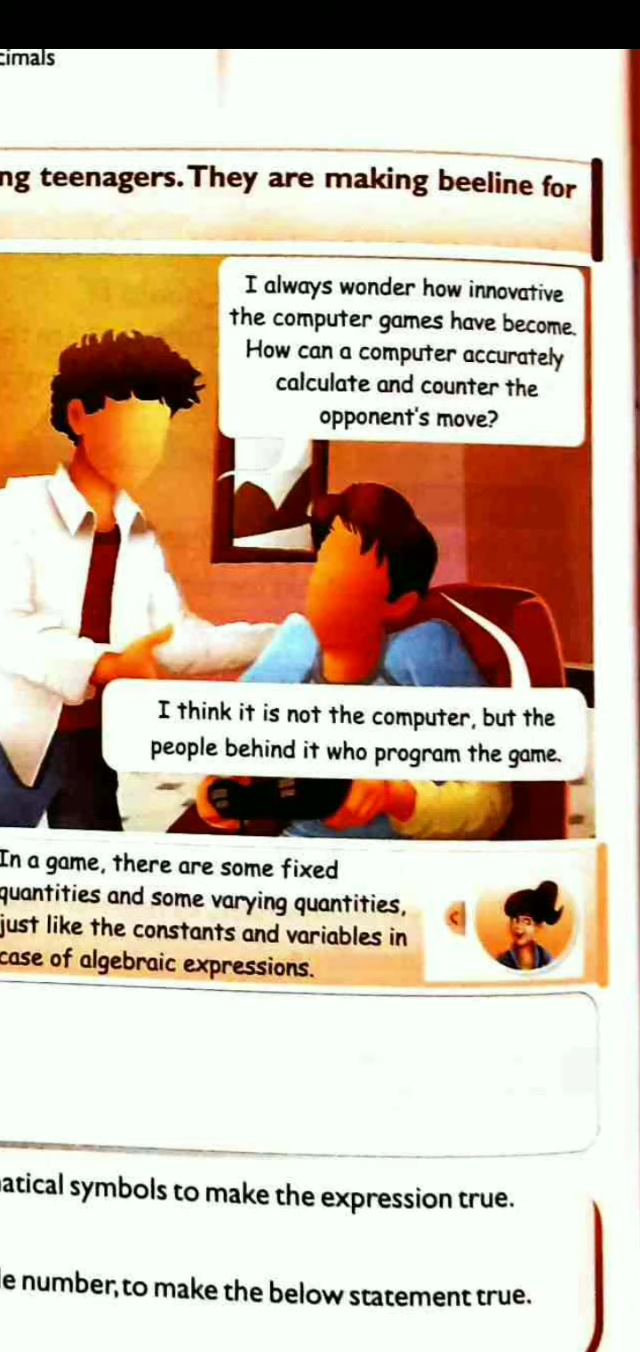 cimals
ng teenagers. They are making beeline for
I always wonder how innovative
the computer games have become.
How can a computer accurately
calculate and counter the
opponent's move?
I think it is not the computer, but the
people behind it who program the game.
In a game, there are some fixed
quantities and some varying quantities,
just like the constants and variables in
case of algebraic expressions.
atical symbols to make the expression true.
le number, to make the below statement true.